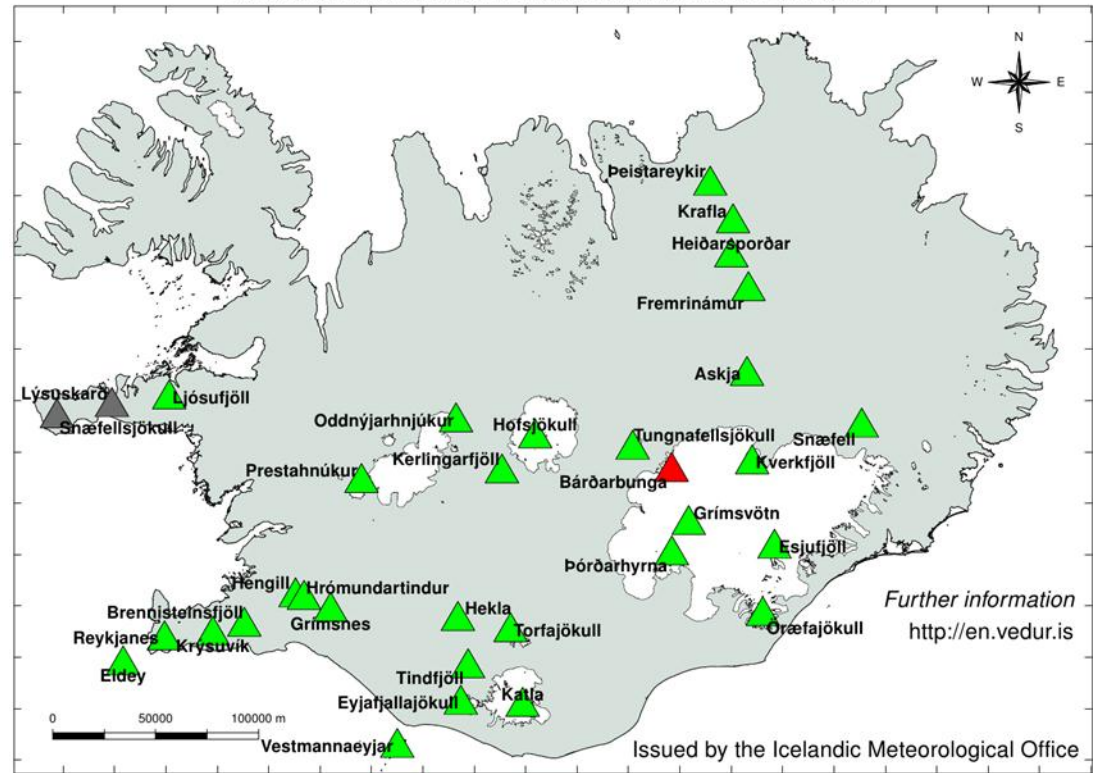 N
W E
S
Þeistareykir
Krafla
Heiðarsporðar
Fremrinámur
Askja
Lýsuskarð
Ljósufjöll
Snæfellsjökull
Oddnýjarhnjúkur
Hofsjökull
Tungnafellsjökull
Snæfell
Kerlingarfjöll
Kverkfjöll
Prestahnúkur
Bárðarbunga
Grímsvötn
Esjufjöll
Þórðarhyrna
Hengill
Hrómundartindur
Hekla
Further information
Brennisteinsfjöll
Grímsnes
Torfajökull
Öræfajökull
http://en.vedur.is
Reykjanes
Krýsuvík
Eldey
Tindfjöll
Eyjafjallajökull
Katla
0 50000 100000 m
Vestmannaeyjar
Issued by the Icelandic Meteorological Office